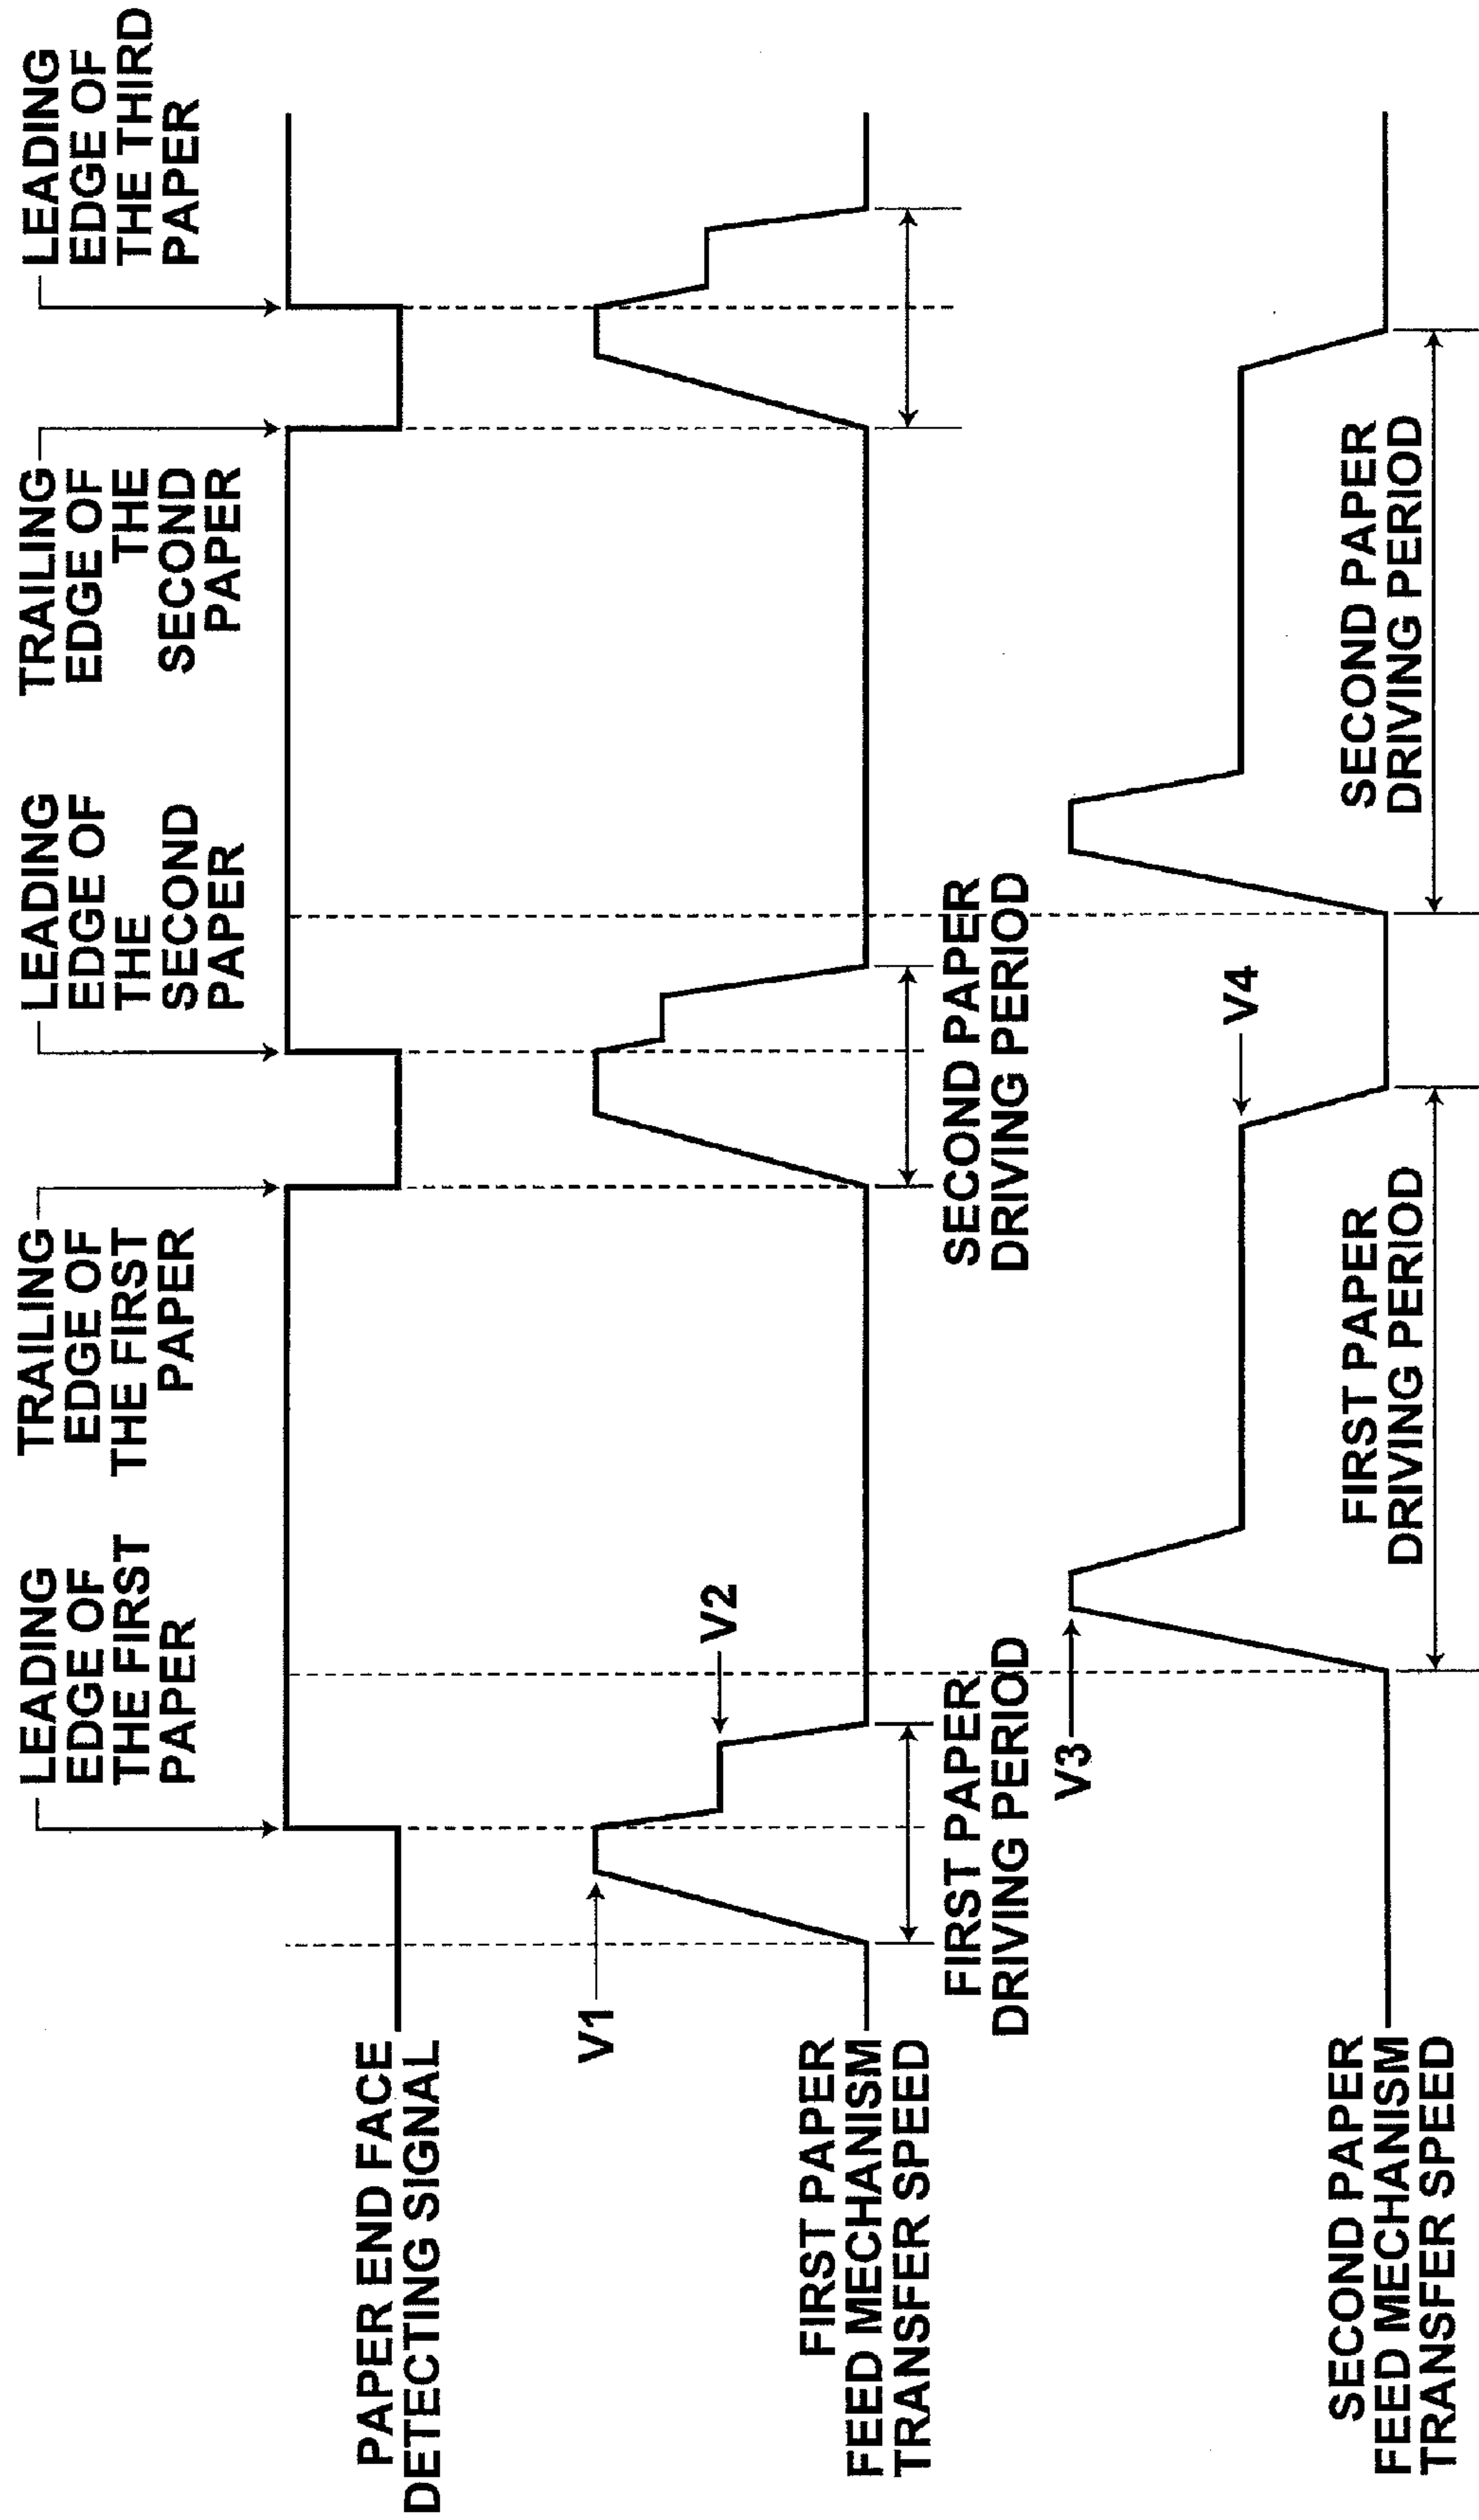 LEADING
EDGE OF
THE FIRST
PAPER
TRAILING
EDGE OF
THE FIRST
PAPER
LEADING
EDGE OF
THE
SECOND
PAPER
TRAILING
EDGE OF
THE
SECOND
PAPER
LEADING
EDGE OF
THE THIRD
PAPER
PAPER END FACE
DETECTING SIGNAL
V1
V2
FIRST PAPER
FEED MECHANISM
TRANSFER SPEED
FIRST PAPER
DRIVING PERIOD
SECOND PAPER
DRIVING PERIOD
V3
V4
SECOND PAPER
FEED MECHANISM
TRANSFER SPEED
FIRST PAPER
DRIVING PERIOD
SECOND PAPER
DRIVING PERIOD